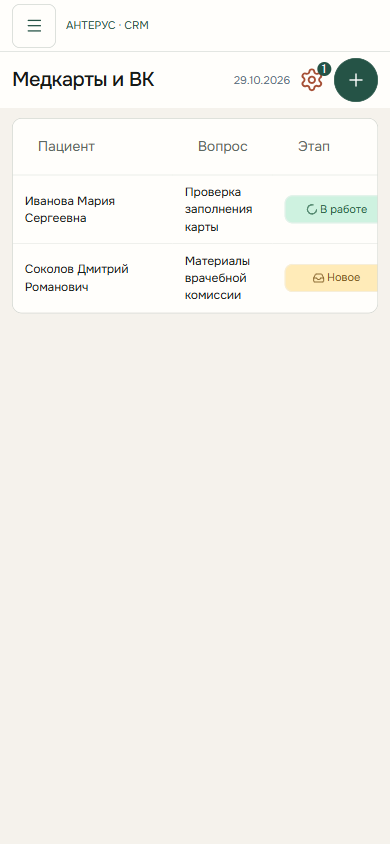 АНТЕРУС · CRM
Медкарты и ВК
29.10.2026
1
Пациент
Вопрос
Этап
Иванова Мария
Сергеевна
Проверка
заполнения
карты
В работе
Соколов Дмитрий
Романович
Материалы
врачебной
комиссии
Новое